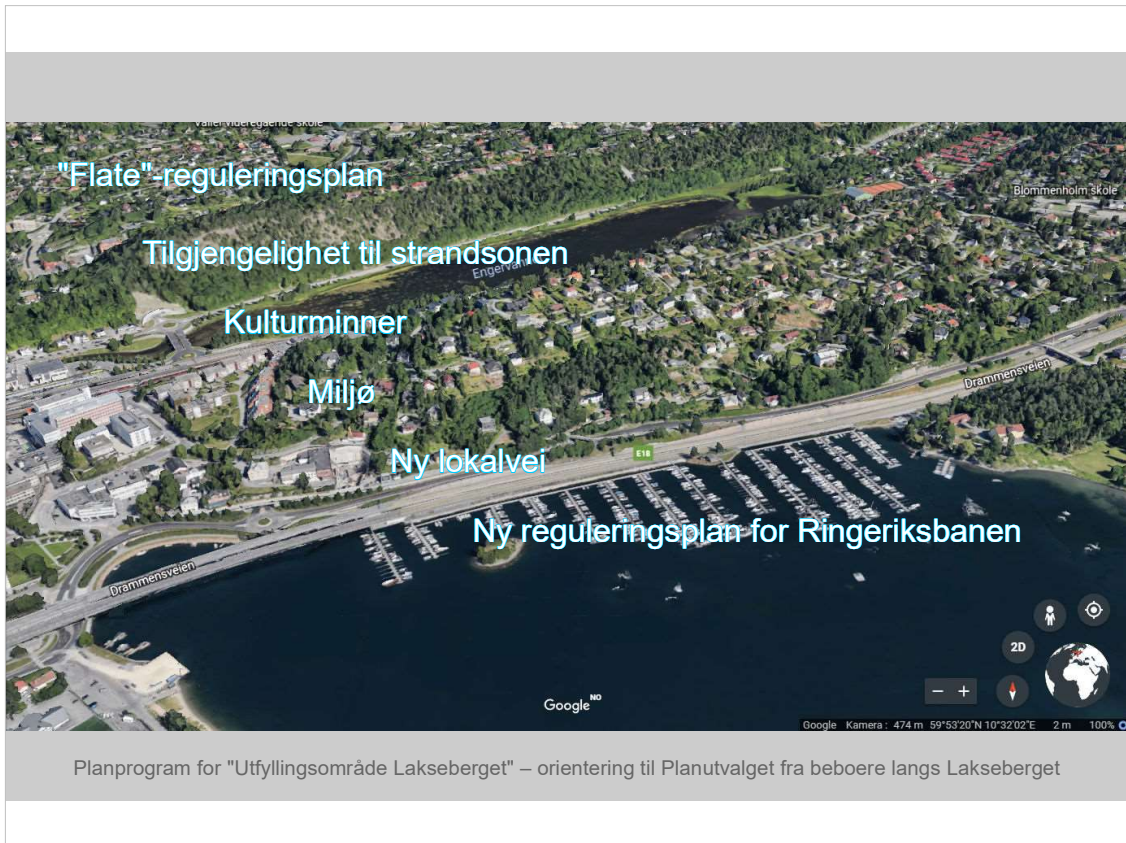 "Flate"-reguleringsplan
Blommenholm skole
Tilgjengelighet til strandsonen
Kulturminner
Drammensveien
Miljø
Ny lokalvei
E18
Ny reguleringsplan for Ringeriksbanen
Drammensveien
2D
Google NO
Google Kamera : 474 m 59°53'20"N 10°32'02"E 2 m 100%
Planprogram for "Utfyllingsområde Lakseberget" – orientering til Planutvalget fra beboere langs Lakseberget